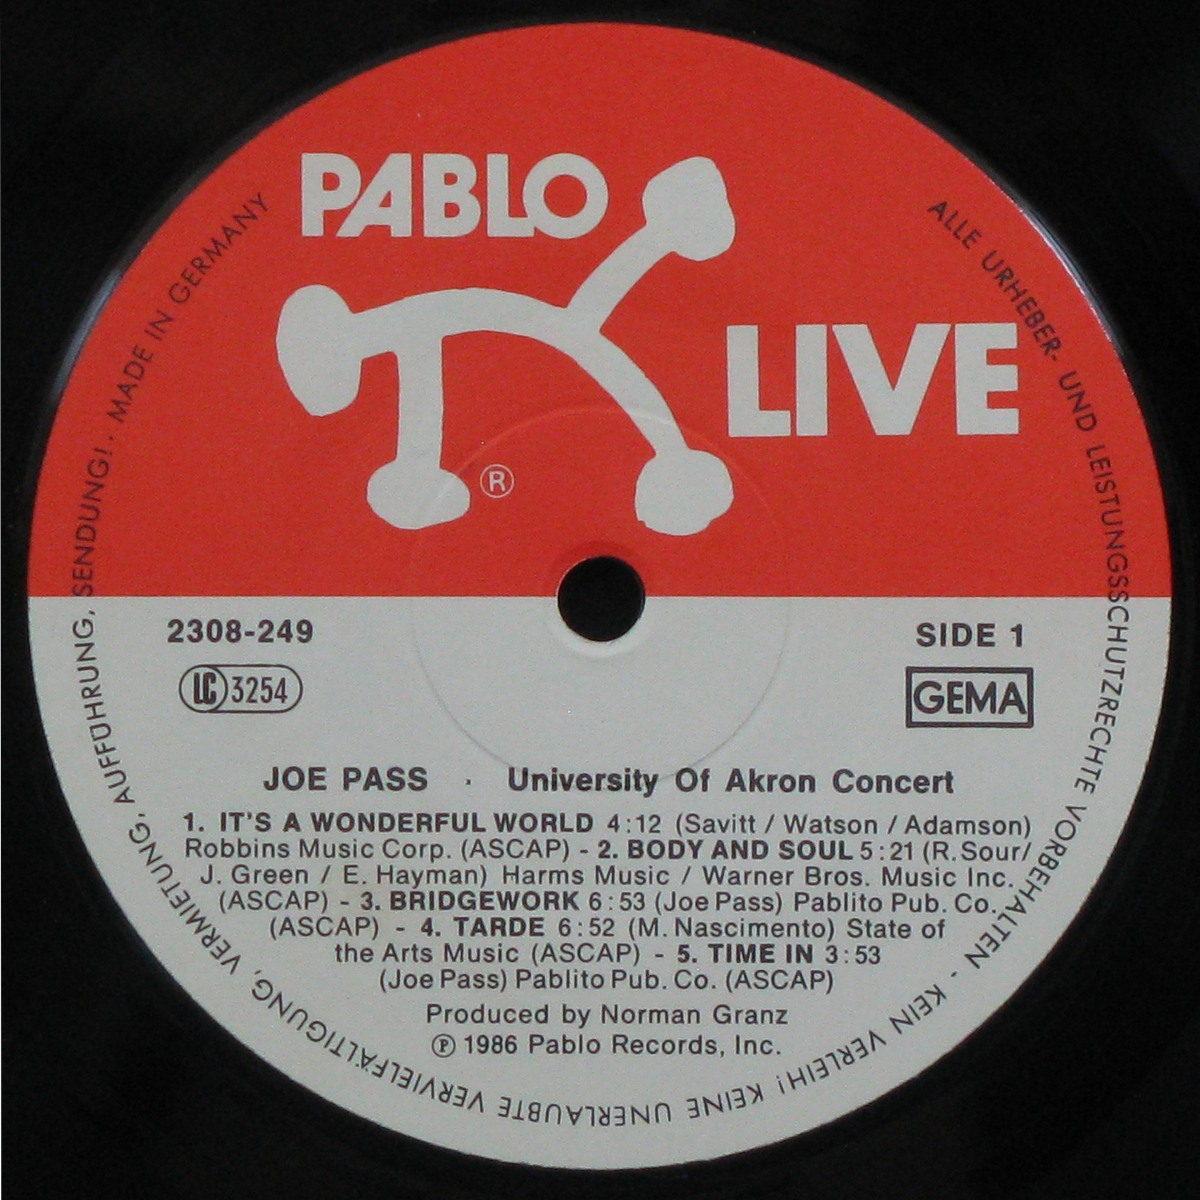 PABLO
LIVE
®
2308-249
SIDE 1
LC 3254
GEMA
JOE PASS · University Of Akron Concert
1. IT'S A WONDERFUL WORLD 4:12 (Savitt / Watson / Adamson)
Robbins Music Corp. (ASCAP) - 2. BODY AND SOUL 5:21 (R. Sour/
J. Green / E. Hayman) Harms Music / Warner Bros. Music Inc.
(ASCAP) - 3. BRIDGEWORK 6:53 (Joe Pass) Pablito Pub. Co.
(ASCAP) - 4. TARDE 6:52 (M. Nascimento) State of
the Arts Music (ASCAP) - 5. TIME IN 3:53
(Joe Pass) Pablito Pub. Co. (ASCAP)
Produced by Norman Granz
℗ 1986 Pablo Records, Inc.
ALLE URHEBER- UND LEISTUNGSSCHUTZRECHTE VORBEHALTEN - KEIN VERLEIH! KEINE UNERLAUBTE VERVIELFÄLTIGUNG, VERMIETUNG, AUFFÜHRUNG, SENDUNG! · MADE IN GERMANY